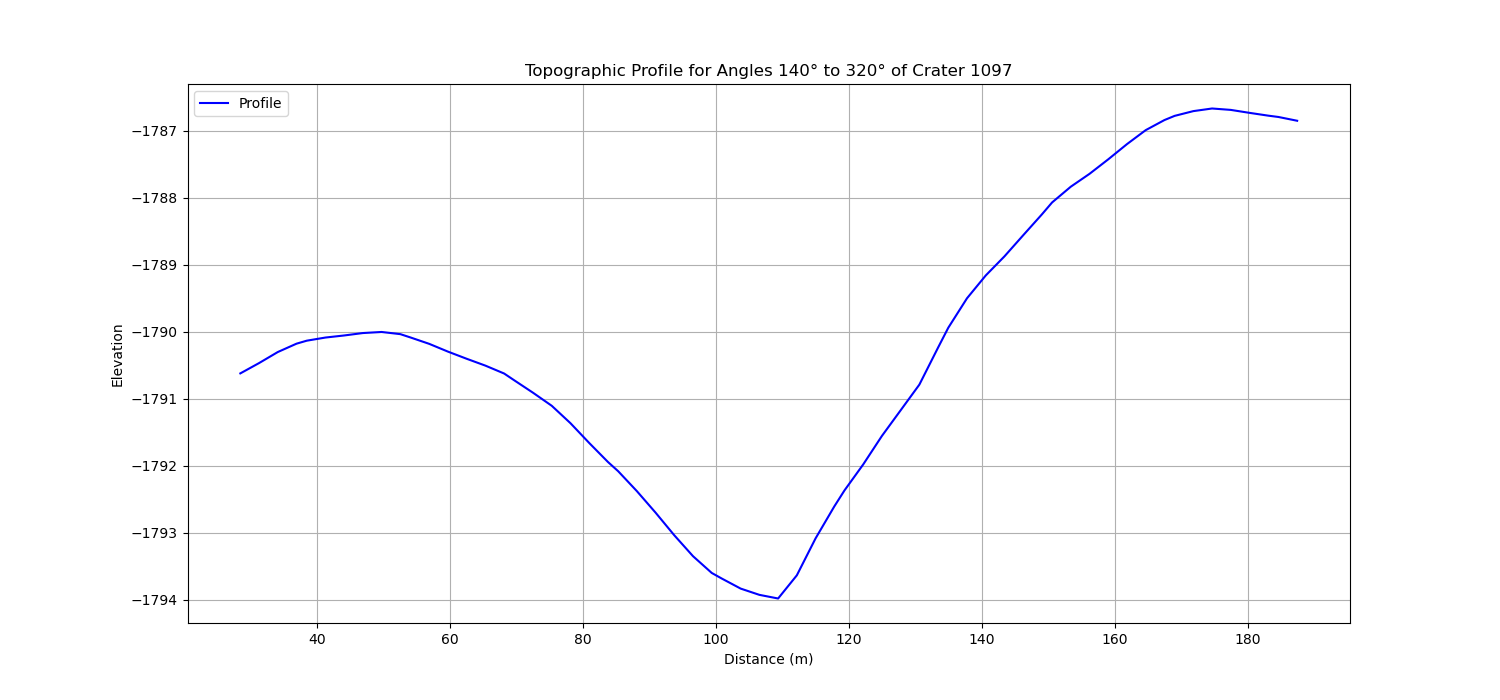 Topographic Profile for Angles 140° to 320° of Crater 1097
Profile
−1787
−1788
−1789
−1790
−1791
−1792
−1793
−1794
Elevation
40 60 80 100 120 140 160 180
Distance (m)